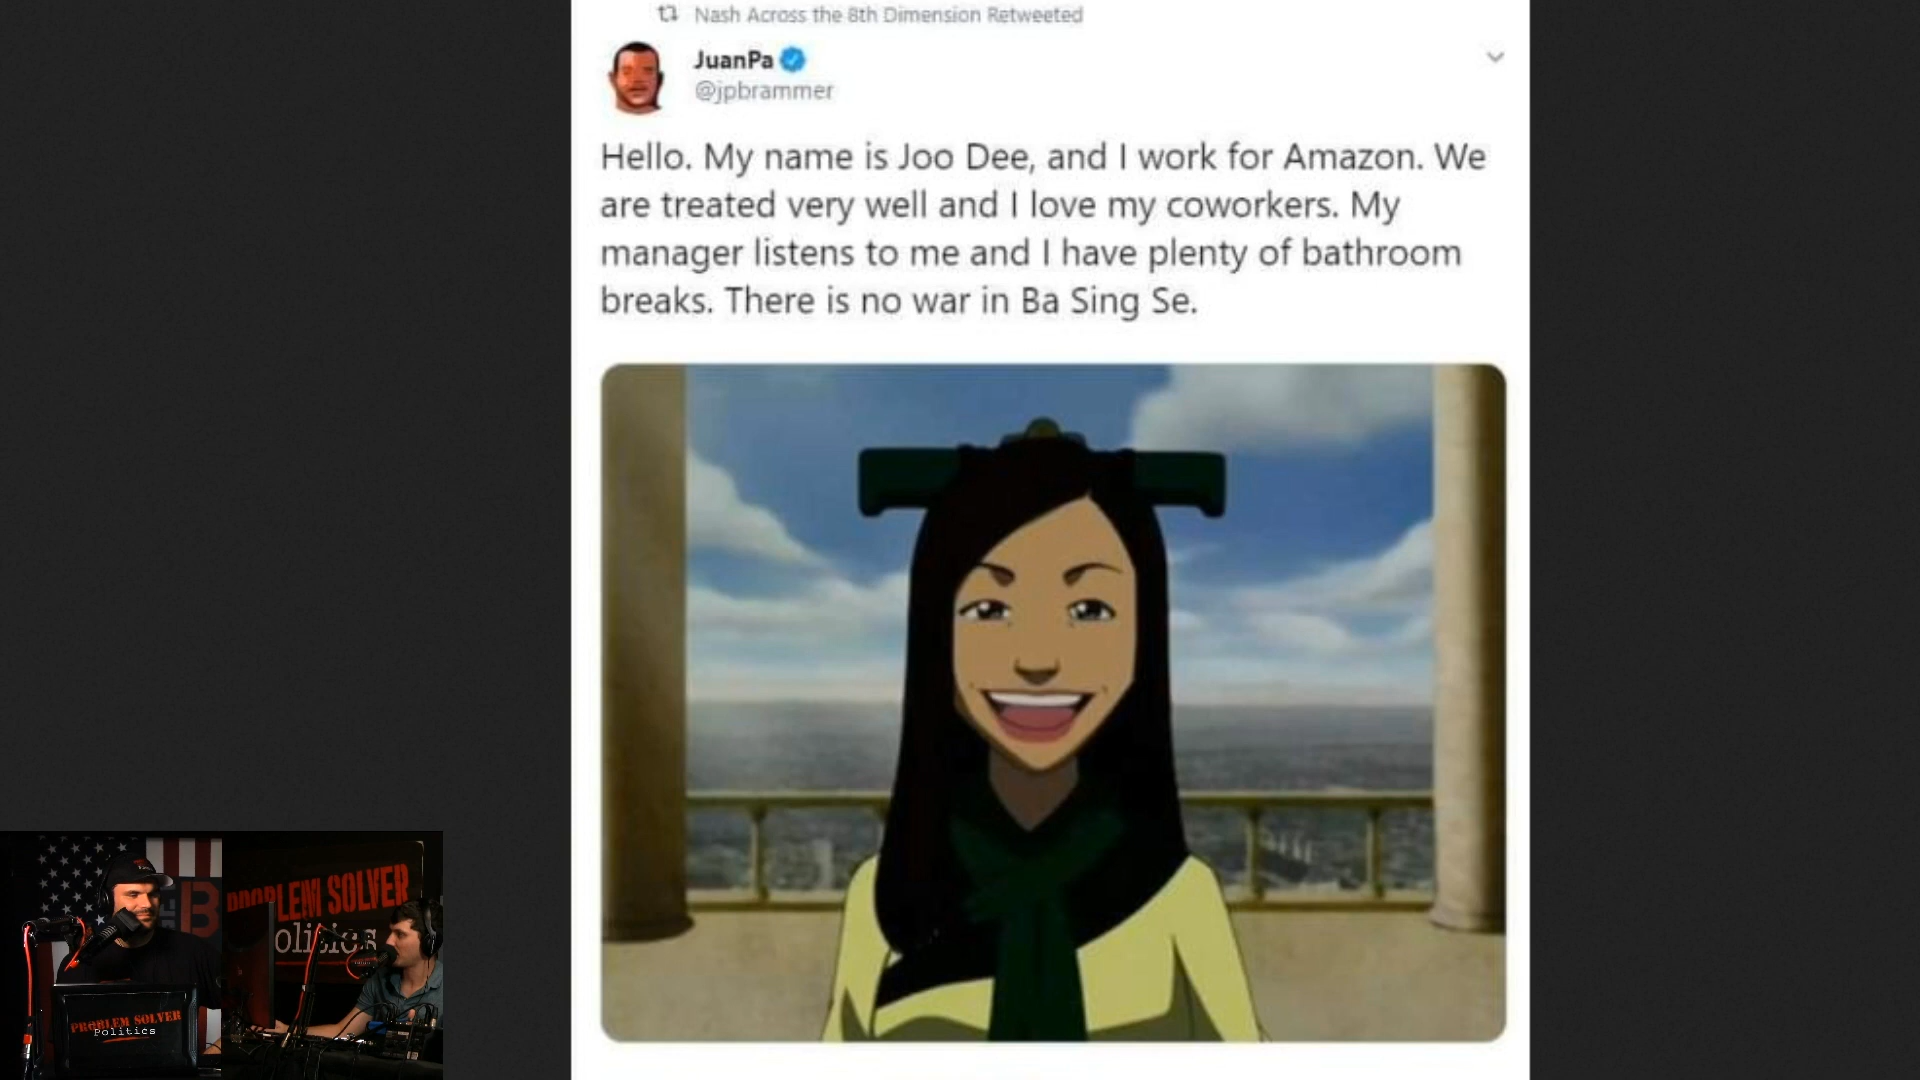 Nash Across the 8th Dimension Retweeted
JuanPa
@jpbrammer
Hello. My name is Joo Dee, and I work for Amazon. We
are treated very well and I love my coworkers. My
manager listens to me and I have plenty of bathroom
breaks. There is no war in Ba Sing Se.
B
PROBLEM SOLVER
olitics
PROBLEM SOLVER
Politics